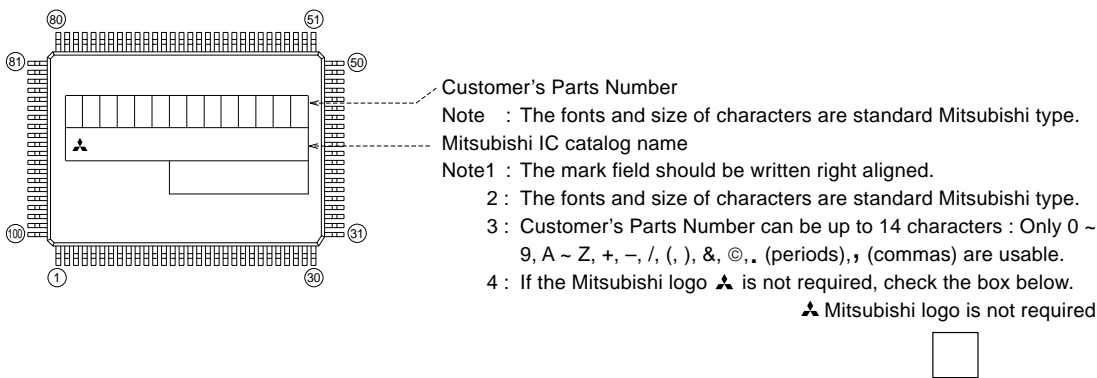 80 51
81 50
100 31
1 30
Customer's Parts Number
Note : The fonts and size of characters are standard Mitsubishi type.
Mitsubishi IC catalog name
Note1 : The mark field should be written right aligned.
2 : The fonts and size of characters are standard Mitsubishi type.
3 : Customer's Parts Number can be up to 14 characters : Only 0 ~
9, A ~ Z, +, –, /, (, ), &, ©, . (periods), , (commas) are usable.
4 : If the Mitsubishi logo is not required, check the box below.
Mitsubishi logo is not required